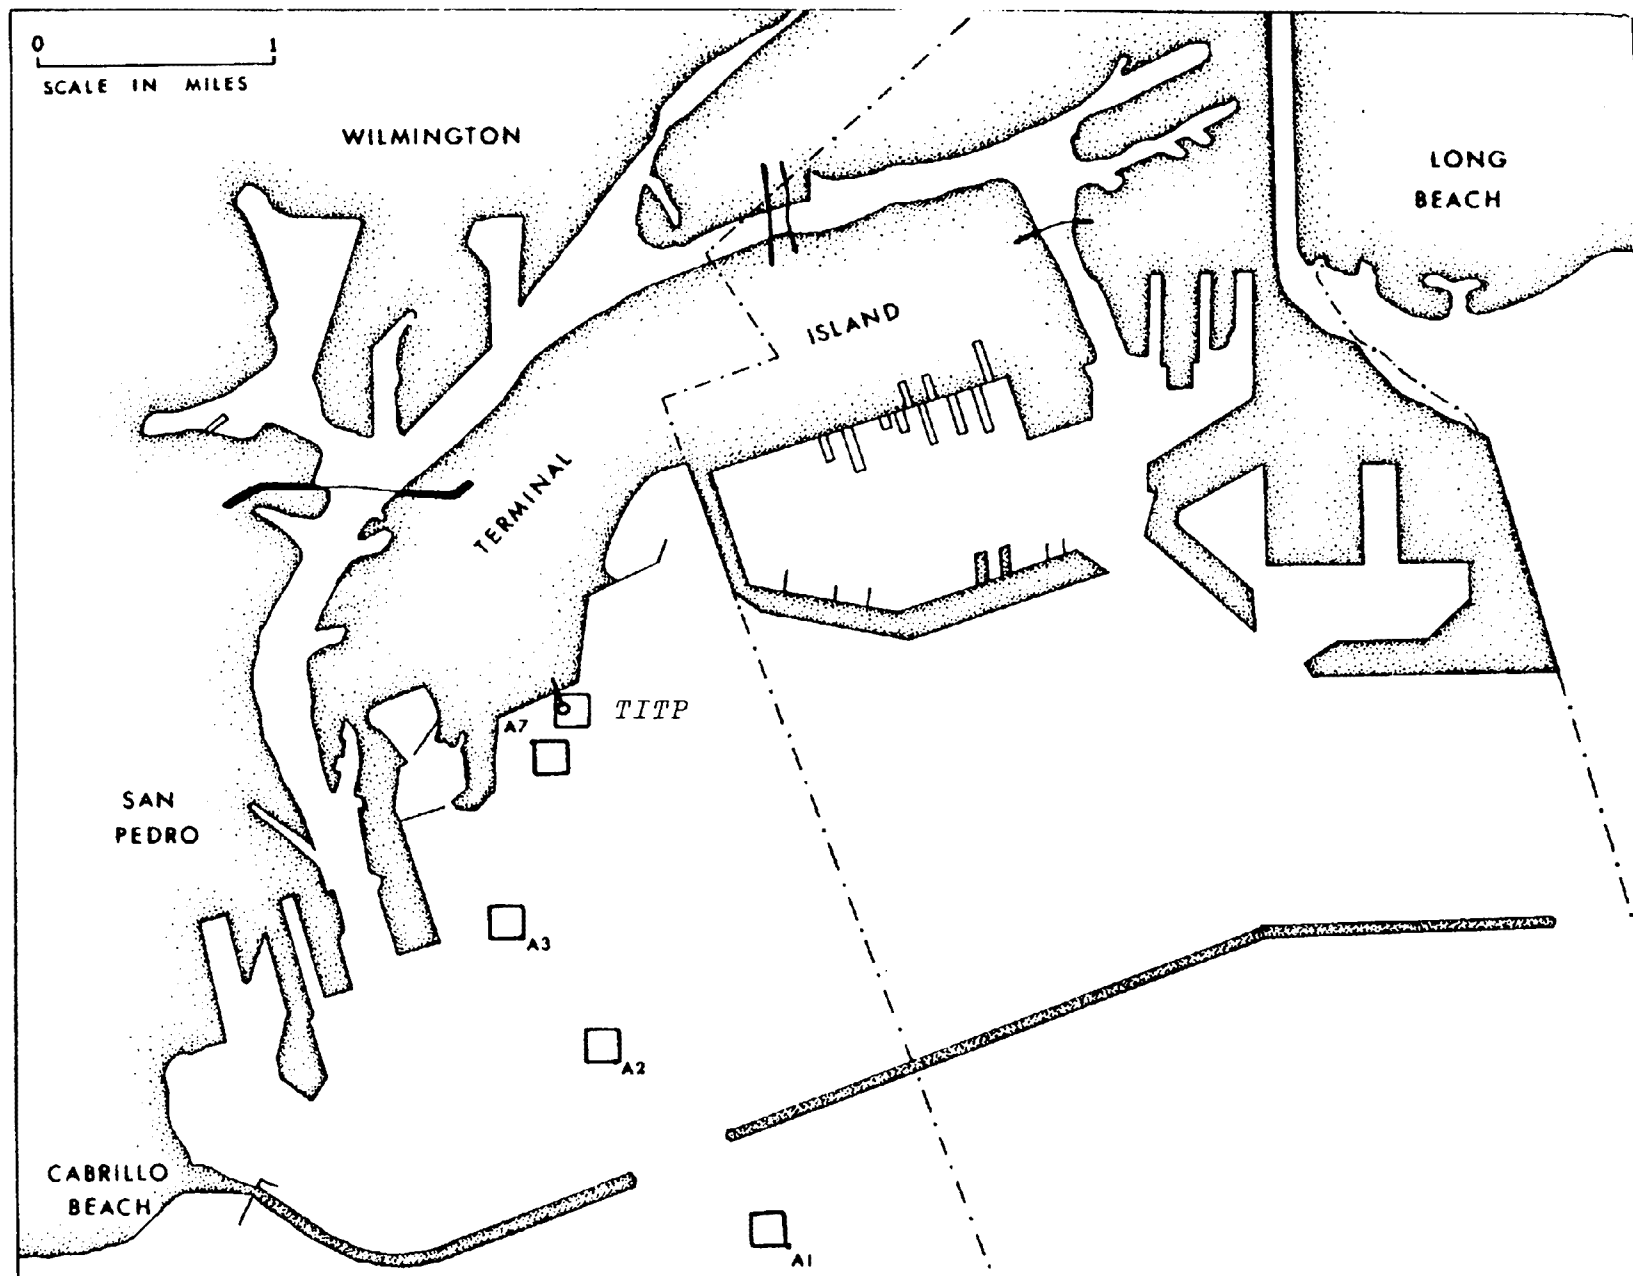 0 1
SCALE IN MILES
WILMINGTON
LONG
BEACH
ISLAND
TERMINAL
A7
TITP
SAN
PEDRO
A3
A2
CABRILLO
BEACH
A1